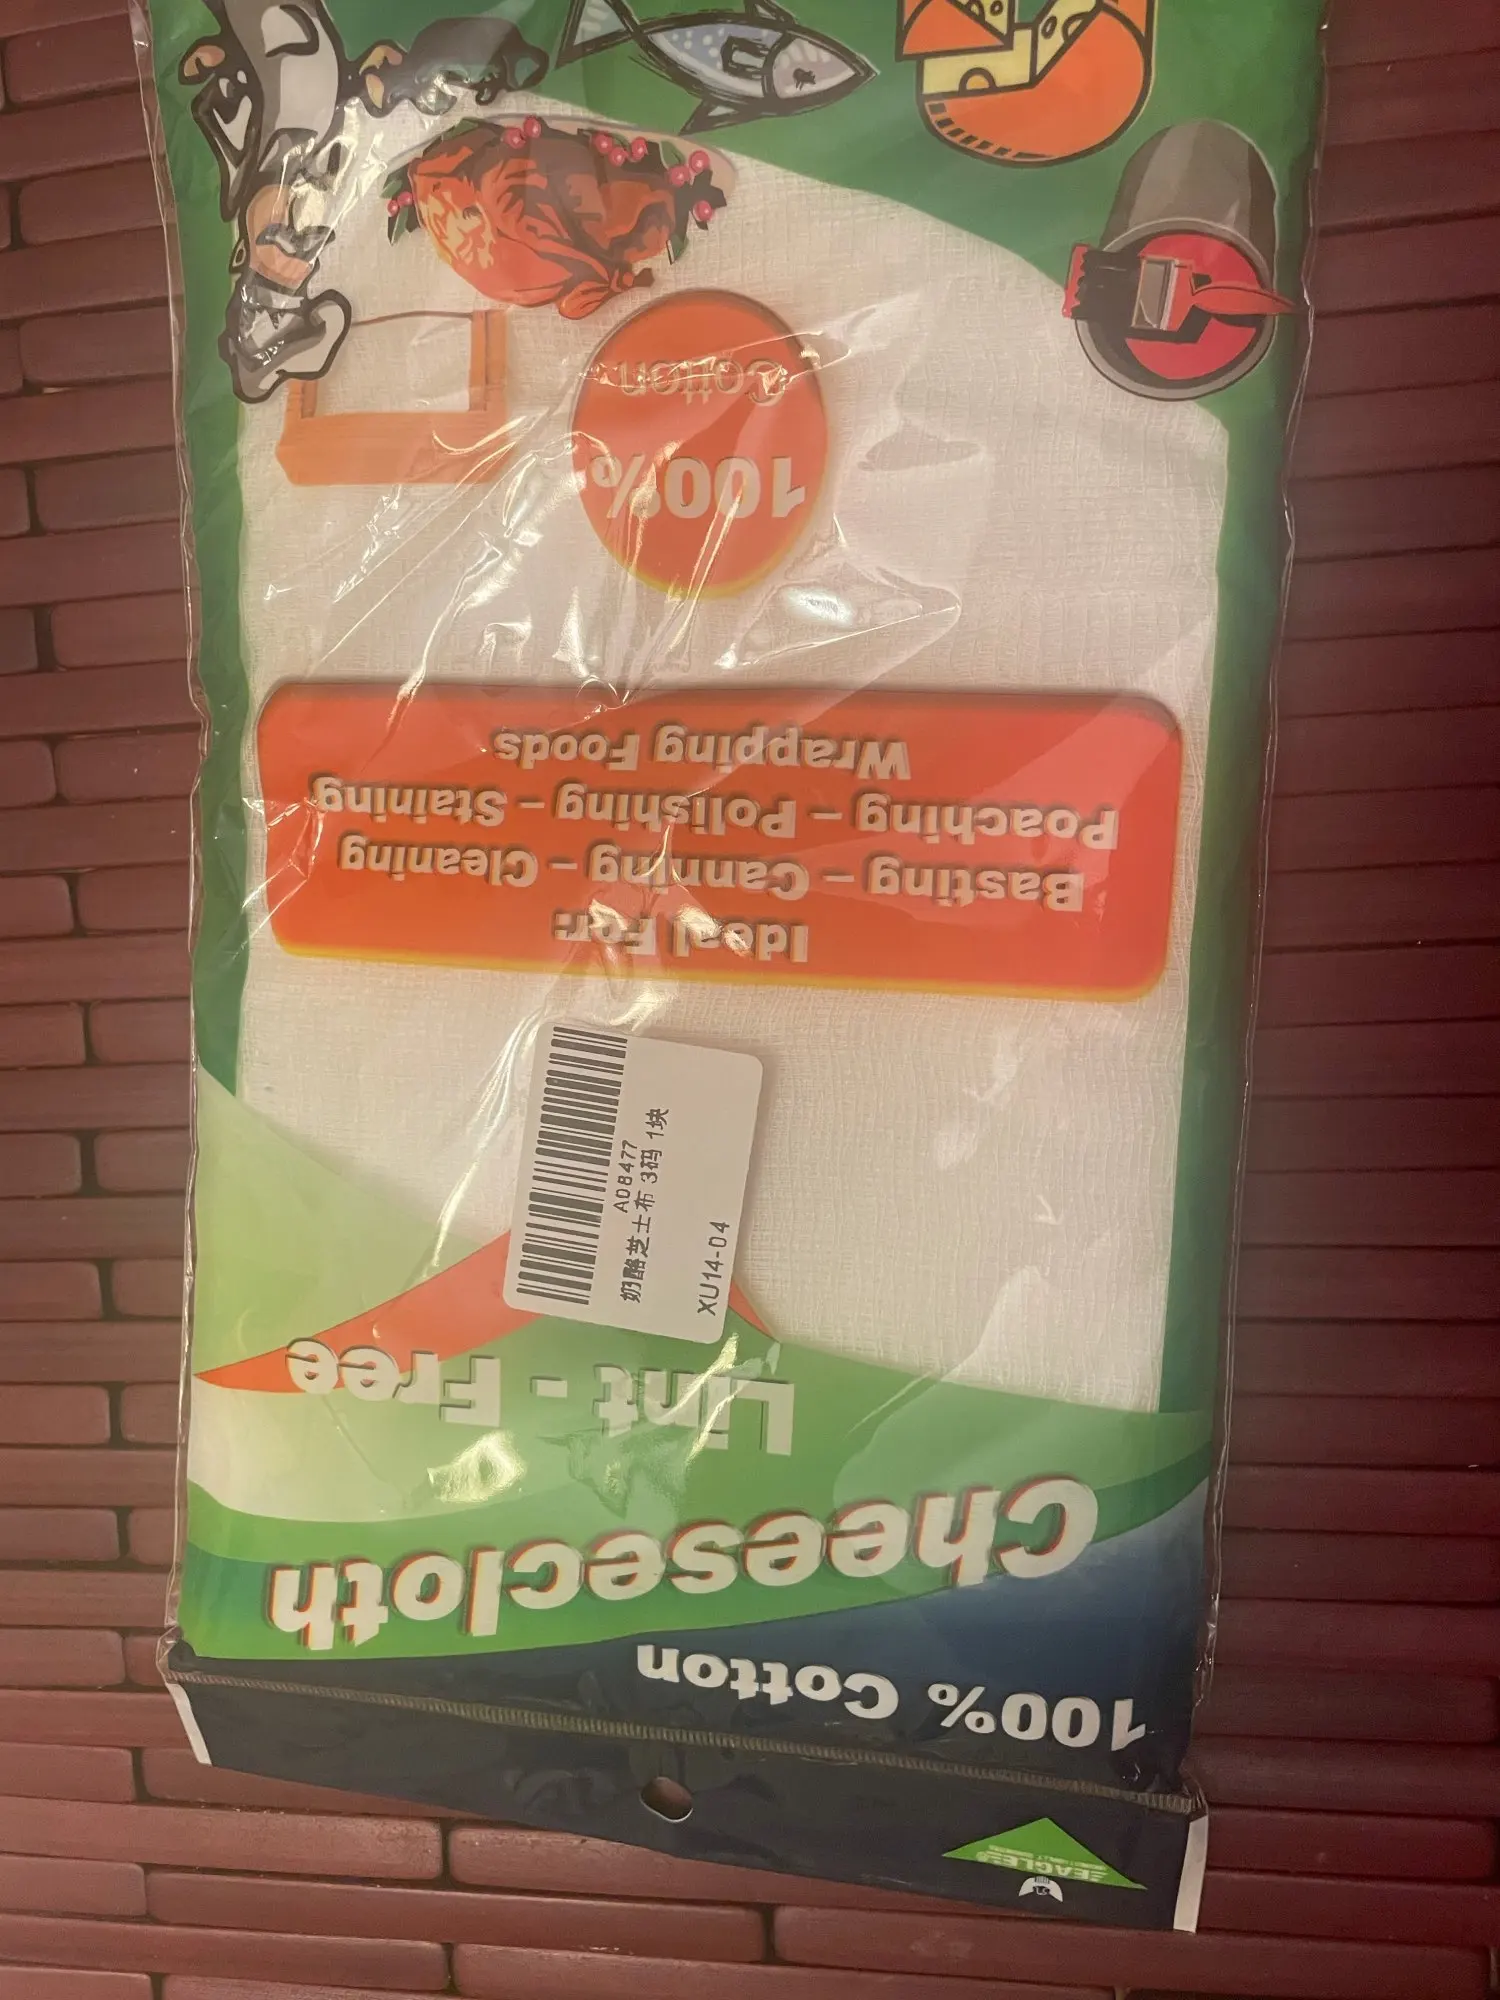 EAGLE®
100% Cotton
Cheesecloth
Lint - Free
A08477
奶酪芝士布 3码 1块
XU14-04
Ideal For:
Basting – Canning – Cleaning
Poaching – Polishing – Staining
Wrapping Foods
100%
Cotton